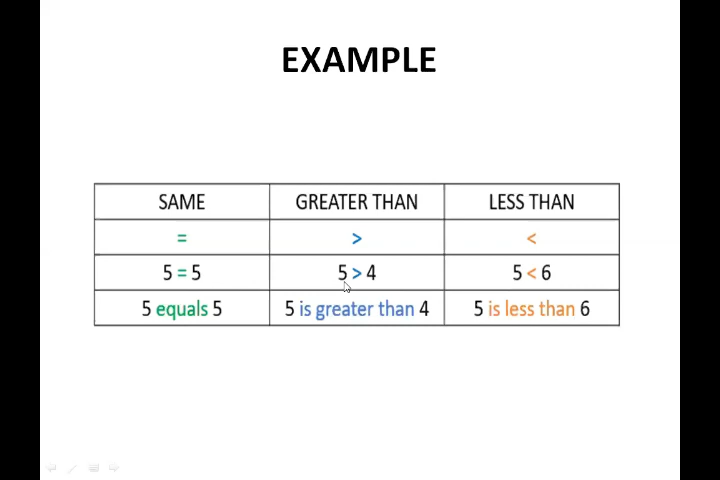 EXAMPLE
SAME GREATER THAN LESS THAN
= > <
5 = 5 5 > 4 5 < 6
5 equals 5 5 is greater than 4 5 is less than 6